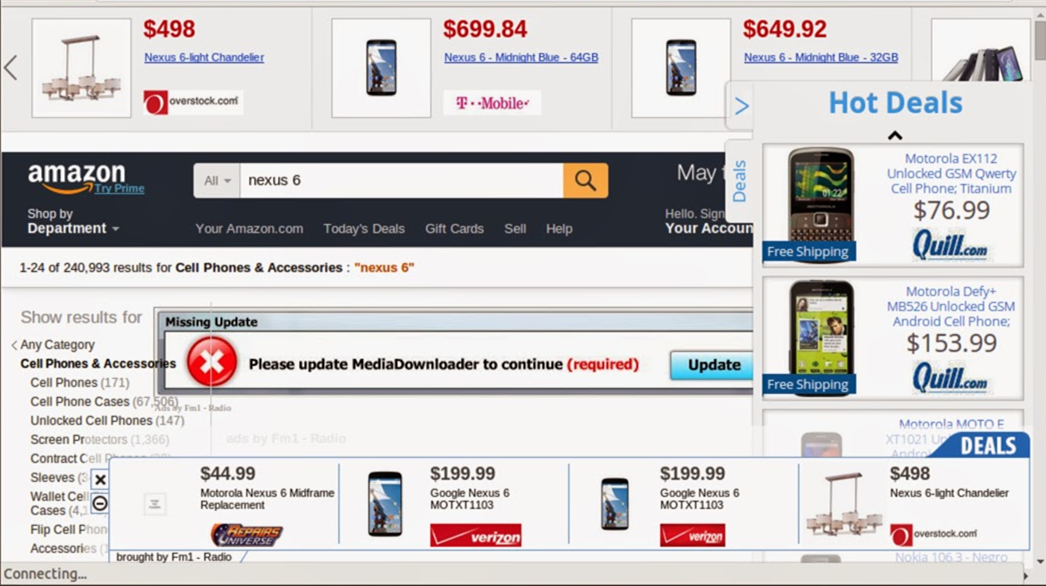 $498
Nexus 6-light Chandelier
overstock.com
$699.84
Nexus 6 - Midnight Blue - 64GB
T··Mobile·
$649.92
Nexus 6 - Midnight Blue - 32GB
Hot Deals
Deals
amazon
Try Prime
All
nexus 6
May
Shop by
Department
Your Amazon.com Today's Deals Gift Cards Sell Help
Hello. Sign
Your Accoun
1-24 of 240,993 results for Cell Phones & Accessories : "nexus 6"
Motorola EX112
Unlocked GSM Qwerty
Cell Phone; Titanium
$76.99
Free Shipping
Quill.com
Motorola Defy+
MB526 Unlocked GSM
Android Cell Phone;
$153.99
Free Shipping
Quill.com
Motorola MOTO E
XT1021
Android
Show results for
Any Category
Cell Phones & Accessories
Cell Phones (171)
Cell Phone Cases (67,506)
Unlocked Cell Phones (147)
Screen Protectors (1,366)
Contract Cell Phones
Sleeves
Wallet Cell
Cases (4,
Flip Cell Phon
Accessories
Missing Update
Please update MediaDownloader to continue (required)
Update
Ads by Fm1 - Radio
ads by Fm1 - Radio
DEALS
$44.99
Motorola Nexus 6 Midframe
Replacement
REPAIRS
UNIVERSE
$199.99
Google Nexus 6
MOTXT1103
verizon
$199.99
Google Nexus 6
MOTXT1103
verizon
$498
Nexus 6-light Chandelier
overstock.com
brought by Fm1 - Radio
Nokia 106.3 - Negro
Connecting...